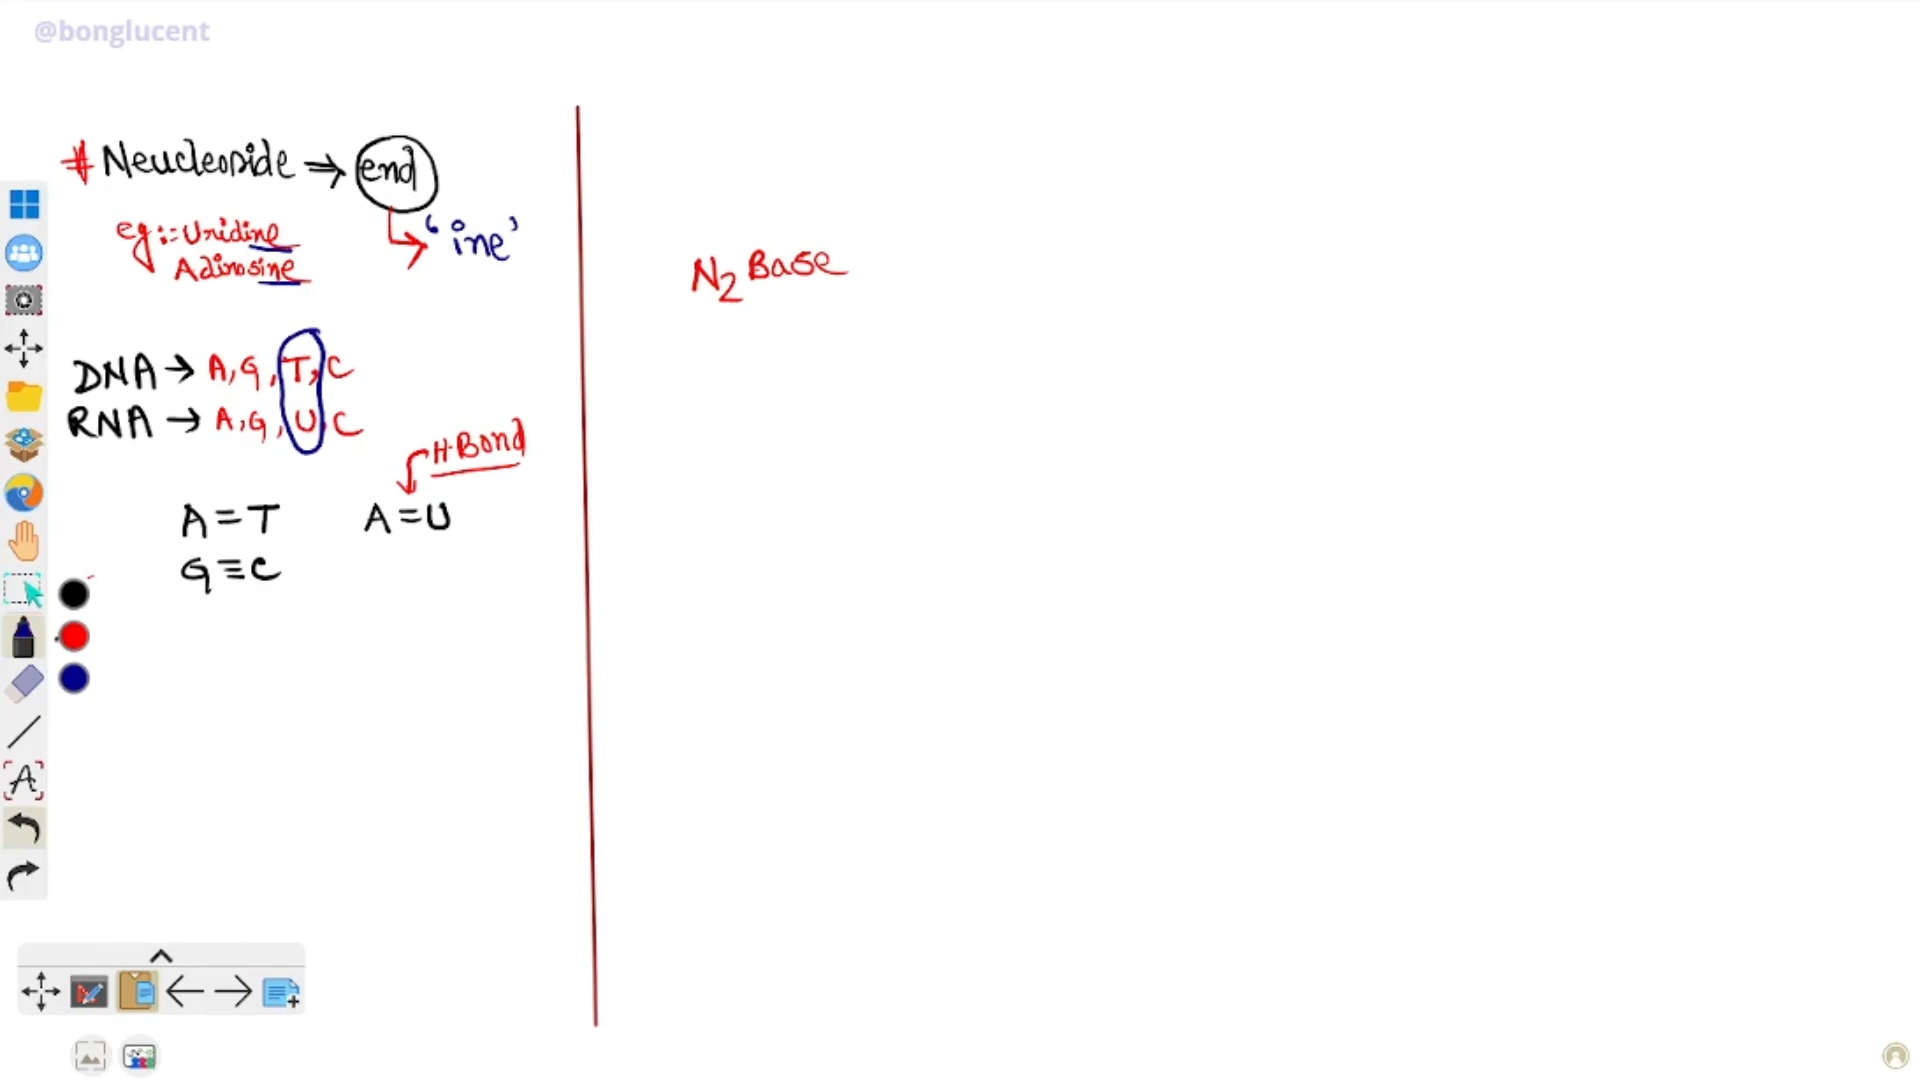 @bonglucent
# Neucleoside ⇒ end
eg:- Uridine
Adinosine
'ine'
DNA → A, G, T, C
RNA → A, G, U, C
H-Bond
A = T
A = U
G ≡ C
N₂ Base